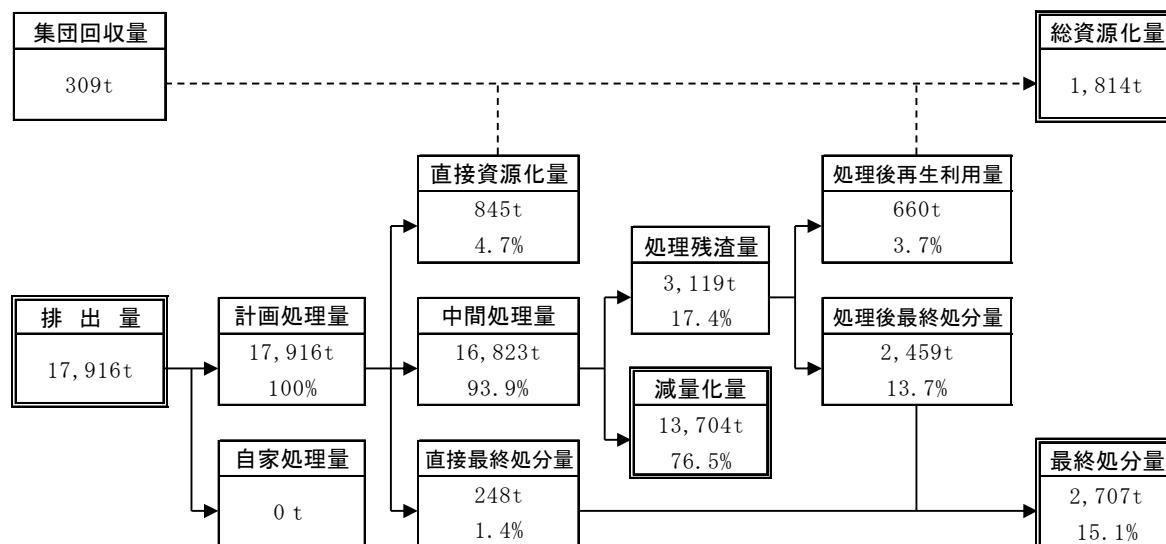 集団回収量
309t
総資源化量
1,814t
直接資源化量
845t
4.7%
処理後再生利用量
660t
3.7%
処理残渣量
3,119t
17.4%
排 出 量
17,916t
計画処理量
17,916t
100%
中間処理量
16,823t
93.9%
処理後最終処分量
2,459t
13.7%
減量化量
13,704t
76.5%
自家処理量
0 t
直接最終処分量
248t
1.4%
最終処分量
2,707t
15.1%